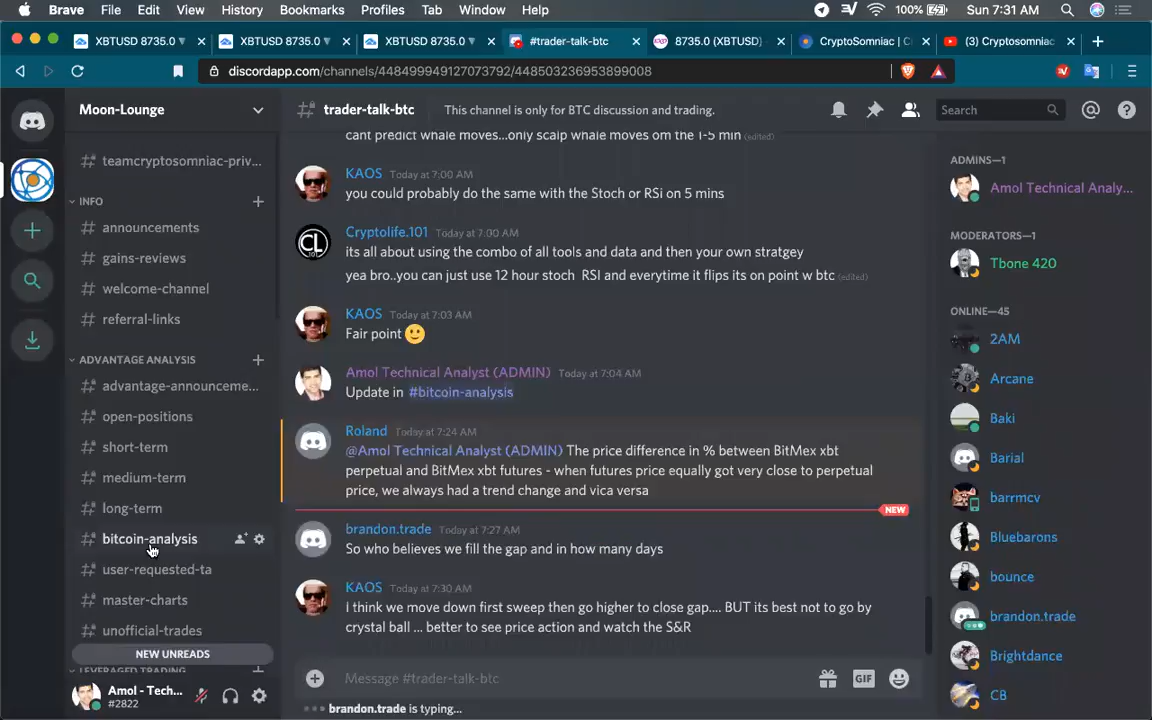 Brave File Edit View History Bookmarks Profiles Tab Window Help 100% Sun 7:31 AM
XBTUSD 8735.0 XBTUSD 8735.0 XBTUSD 8735.0 #trader-talk-btc 8735.0 (XBTUSD) CryptoSomniac | C (3) Cryptosomniac
discordapp.com/channels/448499949127073792/448503236953899008
Moon-Lounge
# trader-talk-btc This channel is only for BTC discussion and trading. Search
# teamcryptosomniac-priv...
INFO
# announcements
# gains-reviews
# welcome-channel
# referral-links
ADVANTAGE ANALYSIS
# advantage-announceme...
# open-positions
# short-term
# medium-term
# long-term
# bitcoin-analysis
# user-requested-ta
# master-charts
# unofficial-trades
NEW UNREADS
LEVERAGED TRADING
Amol - Tech...
#2822
cant predict whale moves...only scalp whale moves om the 1-5 min (edited)
KAOS Today at 7:00 AM
you could probably do the same with the Stoch or RSi on 5 mins
Cryptolife.101 Today at 7:00 AM
CL
its all about using the combo of all tools and data and then your own stratgey
yea bro..you can just use 12 hour stoch RSI and everytime it flips its on point w btc (edited)
KAOS Today at 7:03 AM
Fair point
Amol Technical Analyst (ADMIN) Today at 7:04 AM
Update in #bitcoin-analysis
Roland Today at 7:24 AM
@Amol Technical Analyst (ADMIN) The price difference in % between BitMex xbt
perpetual and BitMex xbt futures - when futures price equally got very close to perpetual
price, we always had a trend change and vica versa
NEW
brandon.trade Today at 7:27 AM
So who believes we fill the gap and in how many days
KAOS Today at 7:30 AM
I think we move down first sweep then go higher to close gap.... BUT its best not to go by
crystal ball ... better to see price action and watch the S&R
Message #trader-talk-btc
GIF
brandon.trade is typing...
ADMINS—1
Amol Technical Analy...
MODERATORS—1
Tbone 420
ONLINE—45
2AM
Arcane
Baki
Barial
barrmcv
Bluebarons
bounce
brandon.trade
Brightdance
CB